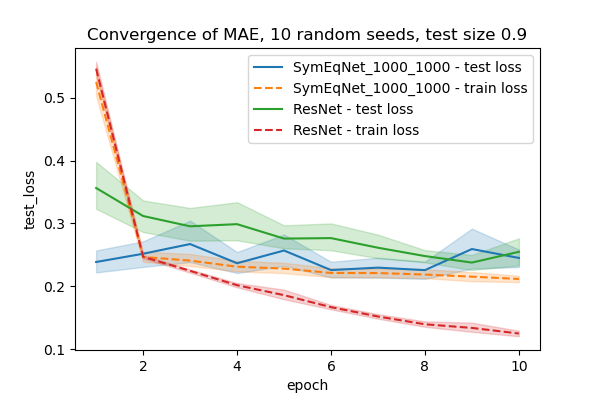 Convergence of MAE, 10 random seeds, test size 0.9
SymEqNet_1000_1000 - test loss
SymEqNet_1000_1000 - train loss
ResNet - test loss
ResNet - train loss
test_loss
0.5
0.4
0.3
0.2
0.1
2 4 6 8 10
epoch